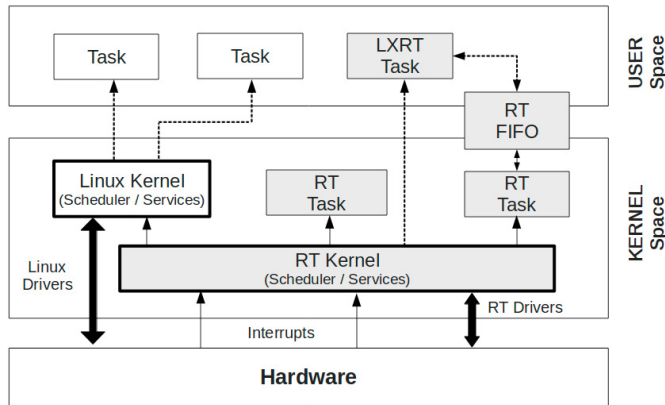 Task
Task
LXRT
Task
USER
Space
RT
FIFO
Linux Kernel
(Scheduler / Services)
RT
Task
RT
Task
KERNEL
Space
RT Kernel
(Scheduler / Services)
Linux
Drivers
Interrupts
RT Drivers
Hardware